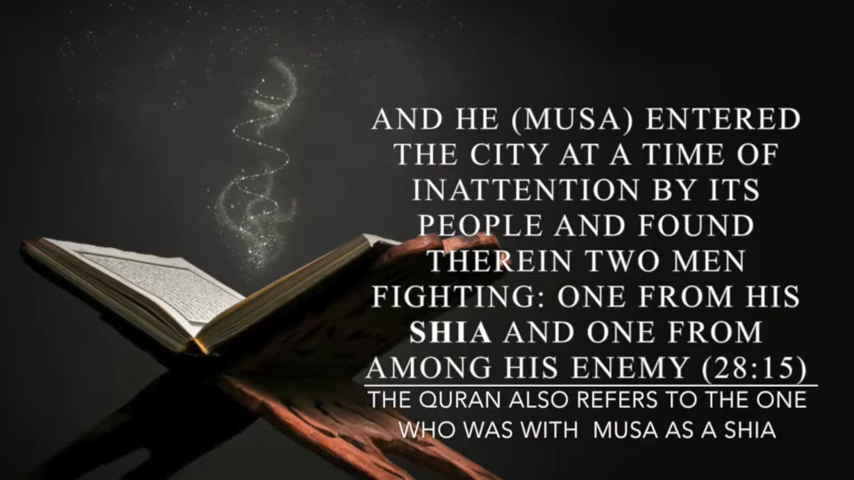 AND HE (MUSA) ENTERED
THE CITY AT A TIME OF
INATTENTION BY ITS
PEOPLE AND FOUND
THEREIN TWO MEN
FIGHTING: ONE FROM HIS
SHIA AND ONE FROM
AMONG HIS ENEMY (28:15)
THE QURAN ALSO REFERS TO THE ONE
WHO WAS WITH MUSA AS A SHIA